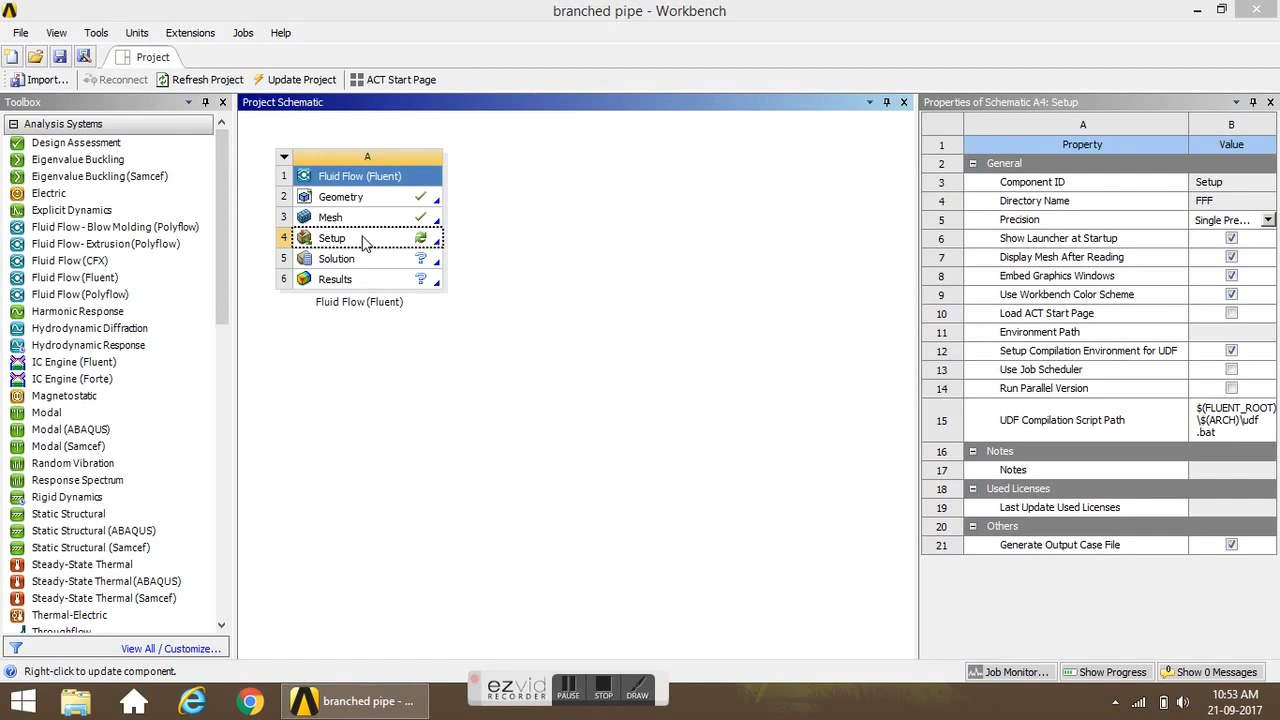 branched pipe - Workbench
File View Tools Units Extensions Jobs Help
Project
Import... Reconnect Refresh Project Update Project ACT Start Page
Toolbox
Analysis Systems
Design Assessment
Eigenvalue Buckling
Eigenvalue Buckling (Samcef)
Electric
Explicit Dynamics
Fluid Flow - Blow Molding (Polyflow)
Fluid Flow - Extrusion (Polyflow)
Fluid Flow (CFX)
Fluid Flow (Fluent)
Fluid Flow (Polyflow)
Harmonic Response
Hydrodynamic Diffraction
Hydrodynamic Response
IC Engine (Fluent)
IC Engine (Forte)
Magnetostatic
Modal
Modal (ABAQUS)
Modal (Samcef)
Random Vibration
Response Spectrum
Rigid Dynamics
Static Structural
Static Structural (ABAQUS)
Static Structural (Samcef)
Steady-State Thermal
Steady-State Thermal (ABAQUS)
Steady-State Thermal (Samcef)
Thermal-Electric
Throughflow
View All / Customize...
Project Schematic
A
1 Fluid Flow (Fluent)
2 Geometry
3 Mesh
4 Setup
5 Solution ?
6 Results ?
Fluid Flow (Fluent)
Properties of Schematic A4: Setup
A B
1 Property Value
2 General
3 Component ID Setup
4 Directory Name FFF
5 Precision Single Pre...
6 Show Launcher at Startup
7 Display Mesh After Reading
8 Embed Graphics Windows
9 Use Workbench Color Scheme
10 Load ACT Start Page
11 Environment Path
12 Setup Compilation Environment for UDF
13 Use Job Scheduler
14 Run Parallel Version
15 UDF Compilation Script Path $(FLUENT_ROOT)
\$(ARCH)\udf
.bat
16 Notes
17 Notes
18 Used Licenses
19 Last Update Used Licenses
20 Others
21 Generate Output Case File
Right-click to update component.
Job Monitor... Show Progress Show 0 Messages
ezvid
RECORDER
PAUSE STOP DRAW
branched pipe - ...
10:53 AM
21-09-2017